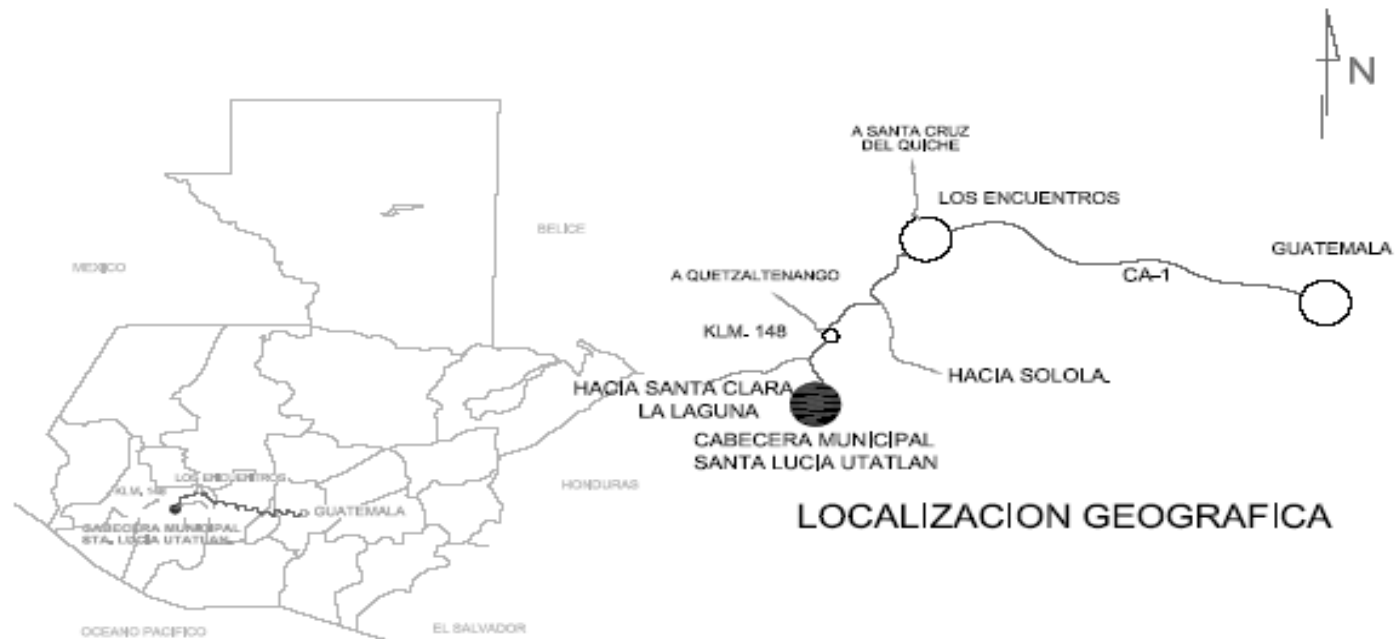 N
A SANTA CRUZ
DEL QUICHE
LOS ENCUENTROS
BELICE
GUATEMALA
MEXICO
A QUETZALTENANGO
CA-1
KLM. 148
HACIA SOLOLA.
HACIA SANTA CLARA
LA LAGUNA
CABECERA MUNICIPAL
SANTA LUCIA UTATLAN
LOS ENCUENTROS
KLM. 148
HONDURAS
GUATEMALA
LOCALIZACION GEOGRAFICA
CABECERA MUNICIPAL
STA. LUCIA UTATLAN
OCEANO PACIFICO
EL SALVADOR